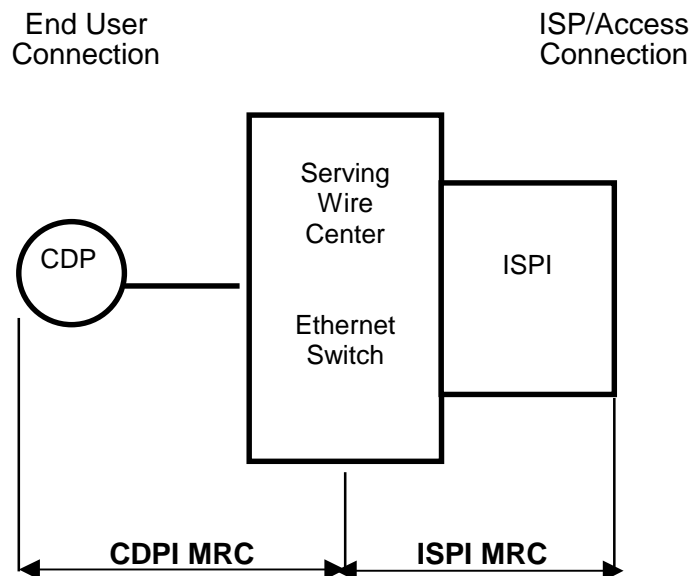 End User
Connection
ISP/Access
Connection
Serving
Wire
Center
CDP
ISPI
Ethernet
Switch
CDPI MRC
ISPI MRC